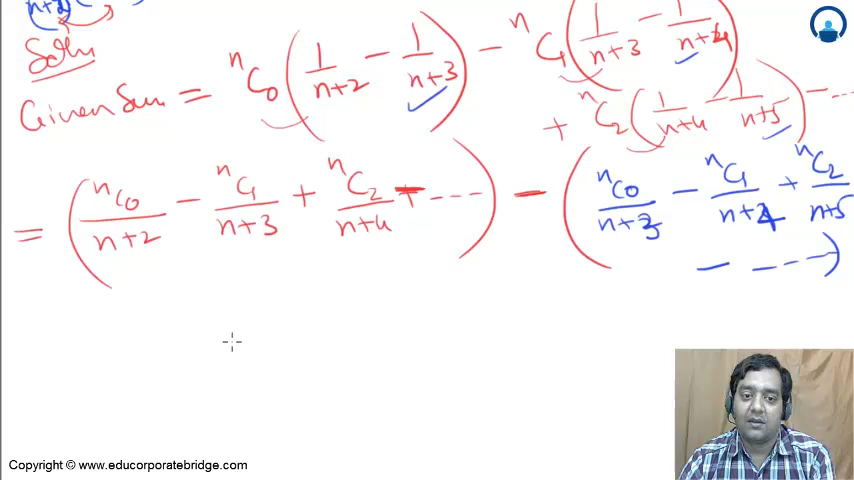 (n+2)
Soln
Given Sum = ⁿC₀ (1/(n+2) − 1/(n+3)) − ⁿC₁ (1/(n+3) − 1/(n+4))
+ ⁿC₂ (1/(n+4) − 1/(n+5)) − ....
= (ⁿC₀/(n+2) − ⁿC₁/(n+3) + ⁿC₂/(n+4) − ----) − (ⁿC₀/(n+3) − ⁿC₁/(n+4) + ⁿC₂/(n+5)
− ----)
Copyright © www.educorporatebridge.com